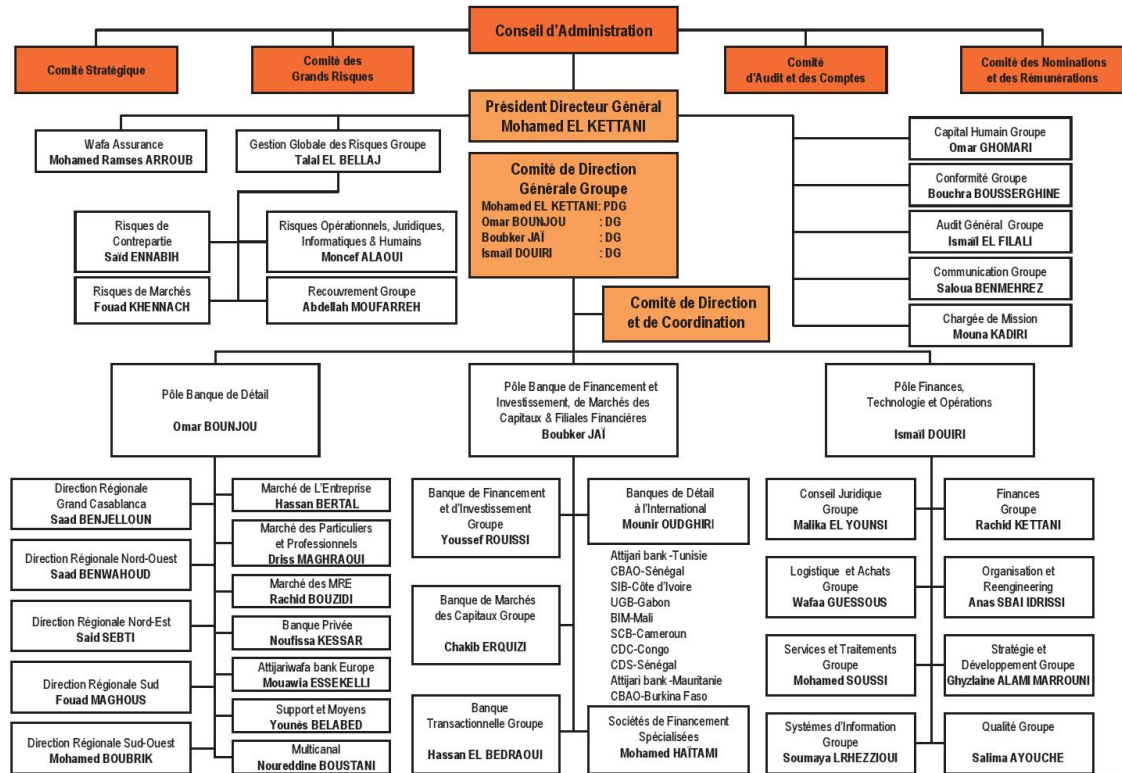 Conseil d'Administration
Comité Stratégique
Comité des
Grands Risques
Comité
d'Audit et des Comptes
Comité des Nominations
et des Rémunérations
Président Directeur Général
Mohamed EL KETTANI
Wafa Assurance
Mohamed Ramses ARROUB
Gestion Globale des Risques Groupe
Talal EL BELLAJ
Risques de
Contrepartie
Saïd ENNABIH
Risques Opérationnels, Juridiques,
Informatiques & Humains
Moncef ALAOUI
Risques de Marchés
Fouad KHENNACH
Recouvrement Groupe
Abdellah MOUFARREH
Comité de Direction
Générale Groupe
Mohamed EL KETTANI: PDG
Omar BOUNJOU : DG
Boubker JAÏ : DG
Ismaïl DOUIRI : DG
Capital Humain Groupe
Omar GHOMARI
Conformité Groupe
Bouchra BOUSSERGHINE
Audit Général Groupe
Ismaïl EL FILALI
Communication Groupe
Saloua BENMEHREZ
Chargée de Mission
Mouna KADIRI
Comité de Direction
et de Coordination
Pôle Banque de Détail
Omar BOUNJOU
Pôle Banque de Financement et
Investissement, de Marchés des
Capitaux & Filiales Financières
Boubker JAÏ
Pôle Finances,
Technologie et Opérations
Ismaïl DOUIRI
Direction Régionale
Grand Casablanca
Saad BENJELLOUN
Direction Régionale Nord-Ouest
Saad BENWAHOUD
Direction Régionale Nord-Est
Said SEBTI
Direction Régionale Sud
Fouad MAGHOUS
Direction Régionale Sud-Ouest
Mohamed BOUBRIK
Marché de L'Entreprise
Hassan BERTAL
Marché des Particuliers
et Professionnels
Driss MAGHRAOUI
Marché des MRE
Rachid BOUZIDI
Banque Privée
Noufissa KESSAR
Attijariwafa bank Europe
Mouawia ESSEKELLI
Support et Moyens
Younès BELABED
Multicanal
Noureddine BOUSTANI
Banque de Financement
et d'Investissement
Groupe
Youssef ROUISSI
Banque de Marchés
des Capitaux Groupe
Chakib ERQUIZI
Banque
Transactionnelle Groupe
Hassan EL BEDRAOUI
Banques de Détail
à l'International
Mounir OUDGHIRI
Attijari bank-Tunisie
CBAO-Sénégal
SIB-Côte d'Ivoire
UGB-Gabon
BIM-Mali
SCB-Cameroun
CDC-Congo
CDS-Sénégal
Attijari bank-Mauritanie
CBAO-Burkina Faso
Sociétés de Financement
Spécialisées
Mohamed HAÏTAMI
Conseil Juridique
Groupe
Malika EL YOUNSI
Logistique et Achats
Groupe
Wafaa GUESSOUS
Services et Traitements
Groupe
Mohamed SOUSSI
Systèmes d'Information
Groupe
Soumaya LRHEZZIOUI
Finances
Groupe
Rachid KETTANI
Organisation et
Reengineering
Anas SBAI IDRISSI
Stratégie et
Développement Groupe
Ghyzlaine ALAMI MARROUNI
Qualité Groupe
Salima AYOUCHE